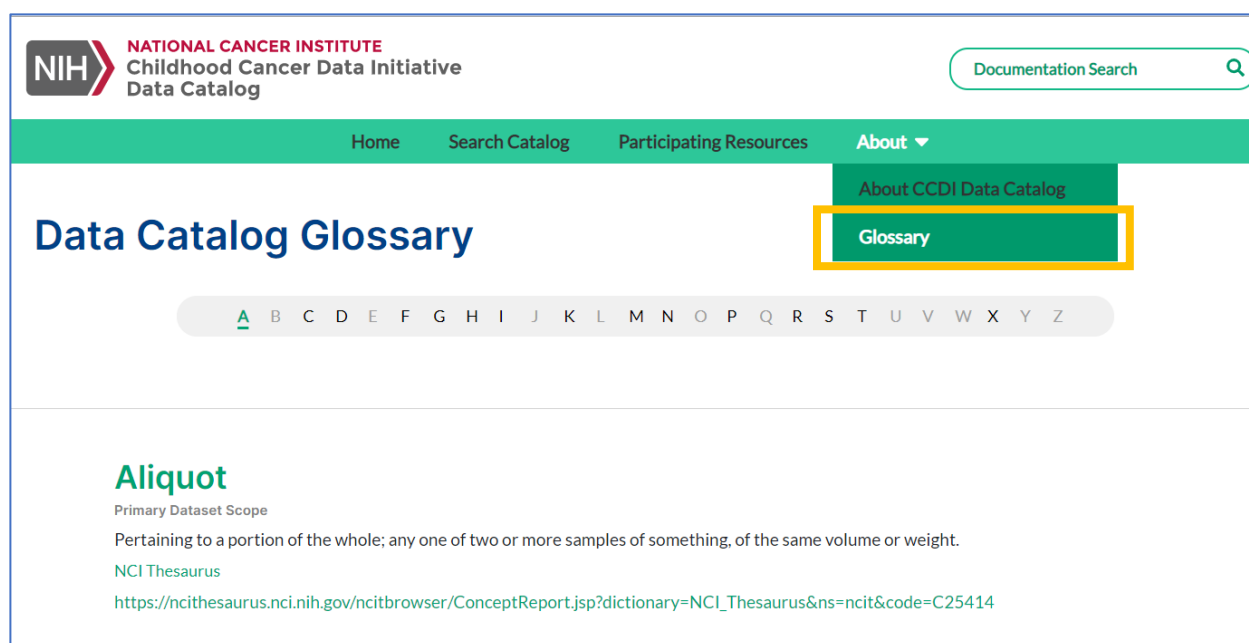 NIH
NATIONAL CANCER INSTITUTE
Childhood Cancer Data Initiative
Data Catalog
Documentation Search
Home Search Catalog Participating Resources About
About CCDI Data Catalog
Glossary
Data Catalog Glossary
A B C D E F G H I J K L M N O P Q R S T U V W X Y Z
Aliquot
Primary Dataset Scope
Pertaining to a portion of the whole; any one of two or more samples of something, of the same volume or weight.
NCI Thesaurus
https://ncithesaurus.nci.nih.gov/ncitbrowser/ConceptReport.jsp?dictionary=NCI_Thesaurus&ns=ncit&code=C25414